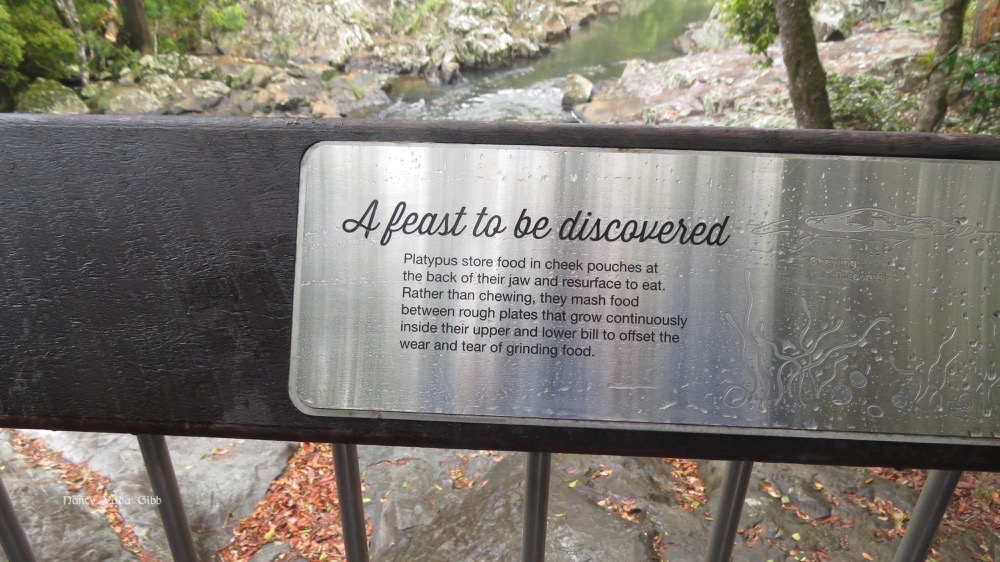 A feast to be discovered
Platypus store food in cheek pouches at
the back of their jaw and resurface to eat.
Rather than chewing, they mash food
between rough plates that grow continuously
inside their upper and lower bill to offset the
wear and tear of grinding food.
Nancy Gibb